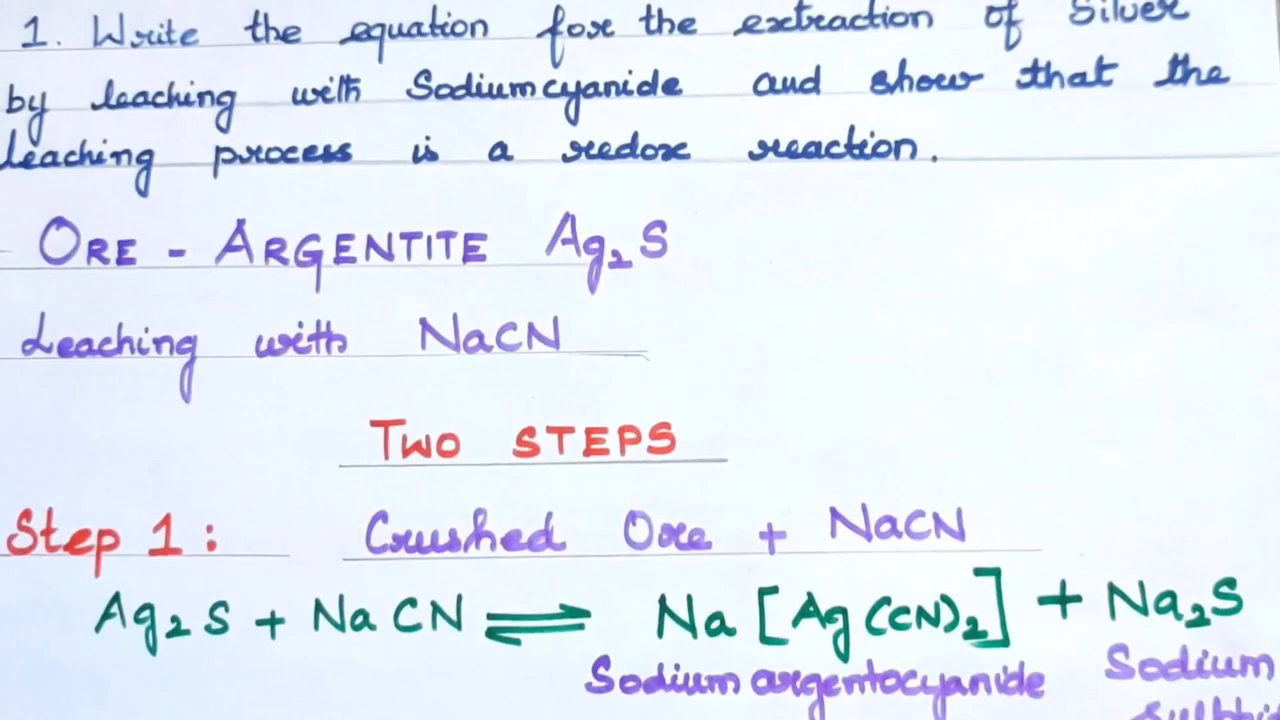 1. Write the equation for the extraction of Silver
by leaching with Sodium cyanide and show that the
leaching process is a redox reaction.
ORE - ARGENTITE Ag₂S
Leaching with NaCN
TWO STEPS
Step 1: Crushed Ore + NaCN
Ag₂S + NaCN ⇌ Na[Ag(CN)₂] + Na₂S
Sodium argentocyanide Sodium